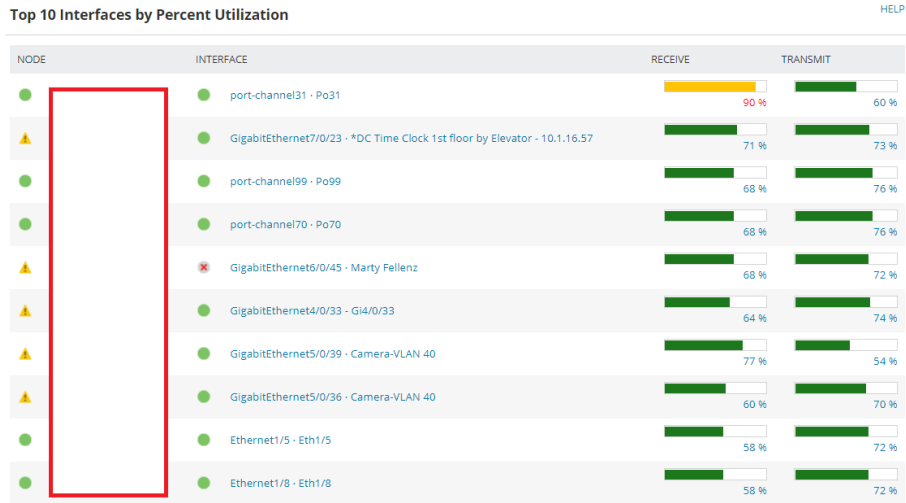 Top 10 Interfaces by Percent Utilization
HELP
NODE INTERFACE RECEIVE TRANSMIT
port-channel31 · Po31 90 % 60 %
GigabitEthernet7/0/23 · *DC Time Clock 1st floor by Elevator - 10.1.16.57 71 % 73 %
port-channel99 · Po99 68 % 76 %
port-channel70 · Po70 68 % 76 %
GigabitEthernet6/0/45 · Marty Fellenz 68 % 72 %
GigabitEthernet4/0/33 - Gi4/0/33 64 % 74 %
GigabitEthernet5/0/39 · Camera-VLAN 40 77 % 54 %
GigabitEthernet5/0/36 · Camera-VLAN 40 60 % 70 %
Ethernet1/5 · Eth1/5 58 % 72 %
Ethernet1/8 · Eth1/8 58 % 72 %